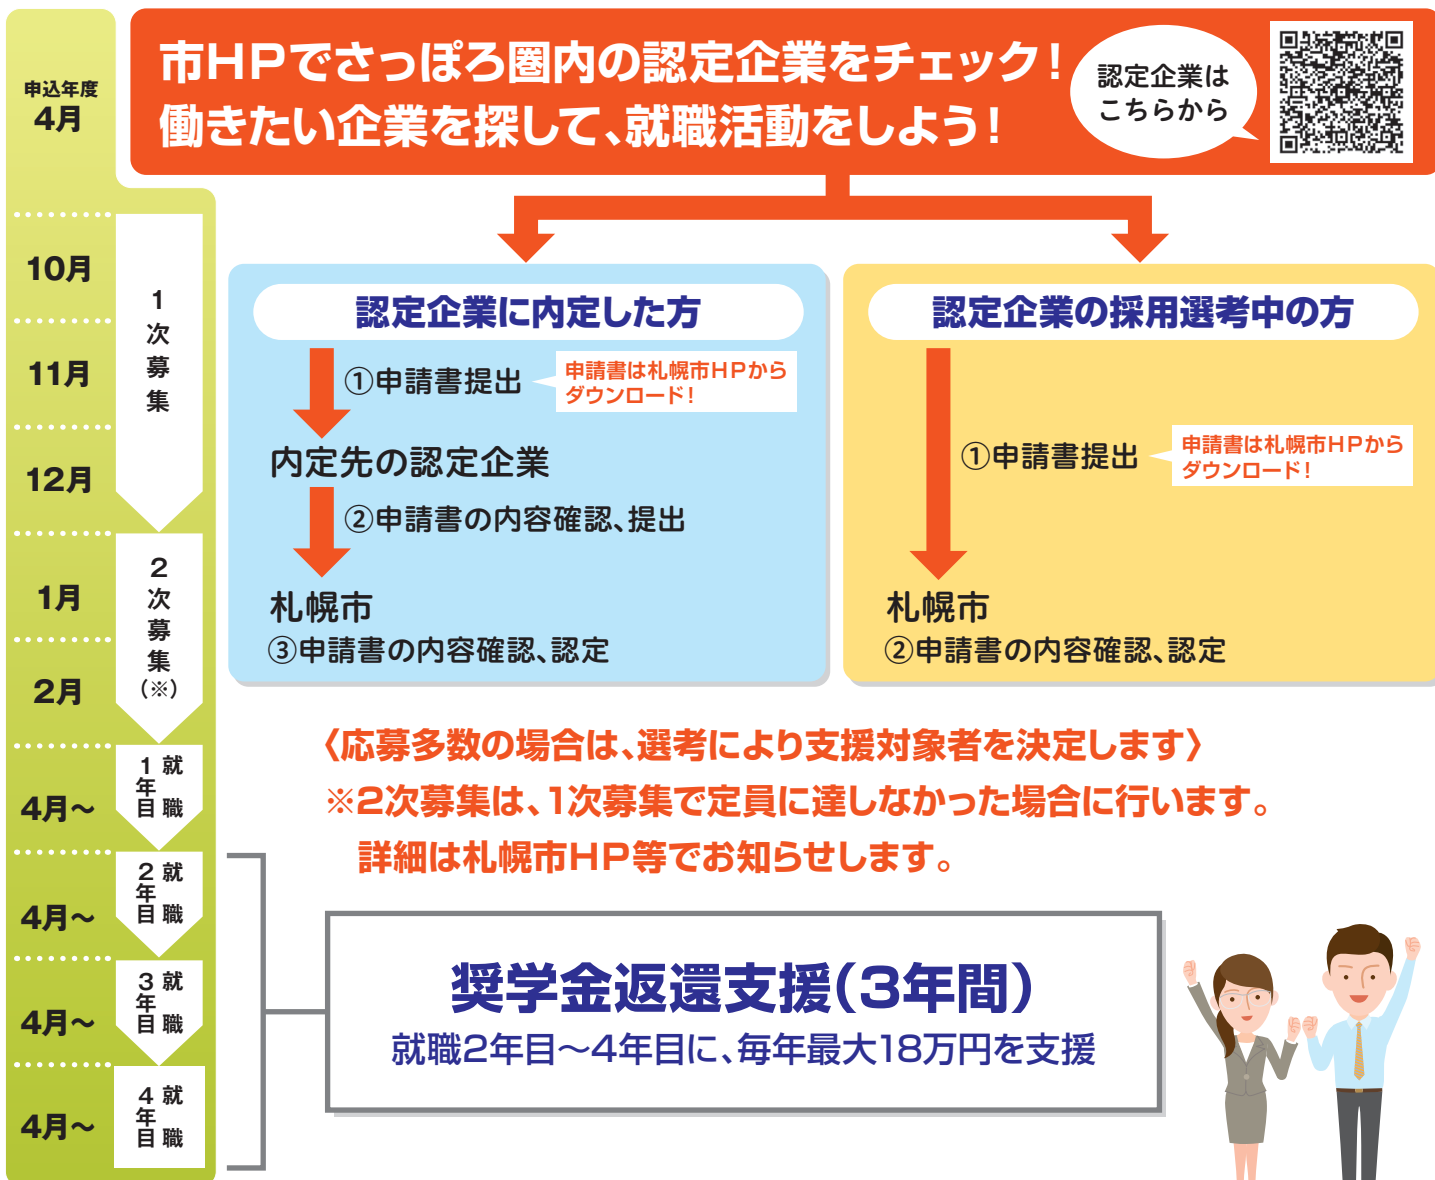 申込年度
4月
市HPでさっぽろ圏内の認定企業をチェック!
働きたい企業を探して、就職活動をしよう!
認定企業は
こちらから
10月
11月
12月
1次募集
1月
2月
2次募集(※)
4月〜
就職1年目
4月〜
就職2年目
4月〜
就職3年目
4月〜
就職4年目
認定企業に内定した方
①申請書提出
申請書は札幌市HPから
ダウンロード!
内定先の認定企業
②申請書の内容確認、提出
札幌市
③申請書の内容確認、認定
認定企業の採用選考中の方
①申請書提出
申請書は札幌市HPから
ダウンロード!
札幌市
②申請書の内容確認、認定
〈応募多数の場合は、選考により支援対象者を決定します〉
※2次募集は、1次募集で定員に達しなかった場合に行います。
詳細は札幌市HP等でお知らせします。
奨学金返還支援(3年間)
就職2年目〜4年目に、毎年最大18万円を支援